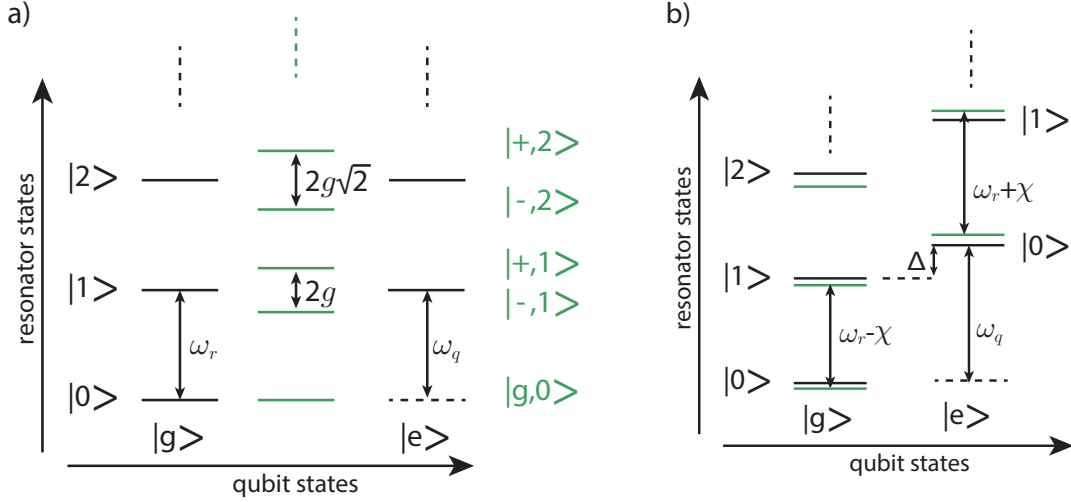 a)
resonator states
|2>
|1>
|0>
ω_r
2g√2
2g
ω_q
|+,2>
|-,2>
|+,1>
|-,1>
|g,0>
|g>
|e>
qubit states
b)
resonator states
|2>
|1>
|0>
|1>
|0>
ω_r+χ
Δ
ω_r-χ
ω_q
|g>
|e>
qubit states